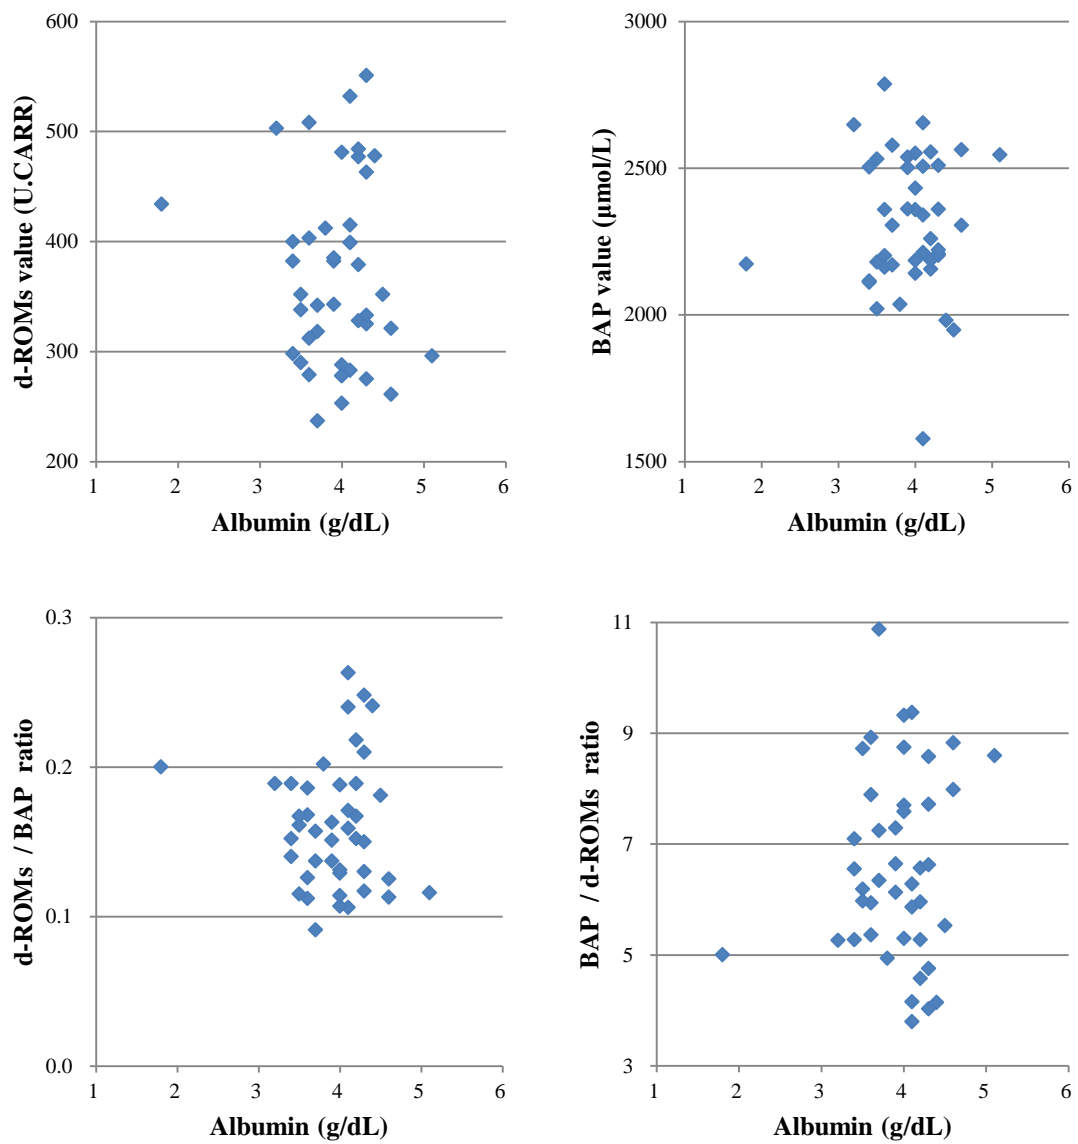 600
500
400
300
200
1 2 3 4 5 6
d-ROMs value (U.CARR)
Albumin (g/dL)
3000
2500
2000
1500
1 2 3 4 5 6
BAP value (μmol/L)
Albumin (g/dL)
0.3
0.2
0.1
0.0
1 2 3 4 5 6
d-ROMs / BAP ratio
Albumin (g/dL)
11
9
7
5
3
1 2 3 4 5 6
BAP / d-ROMs ratio
Albumin (g/dL)